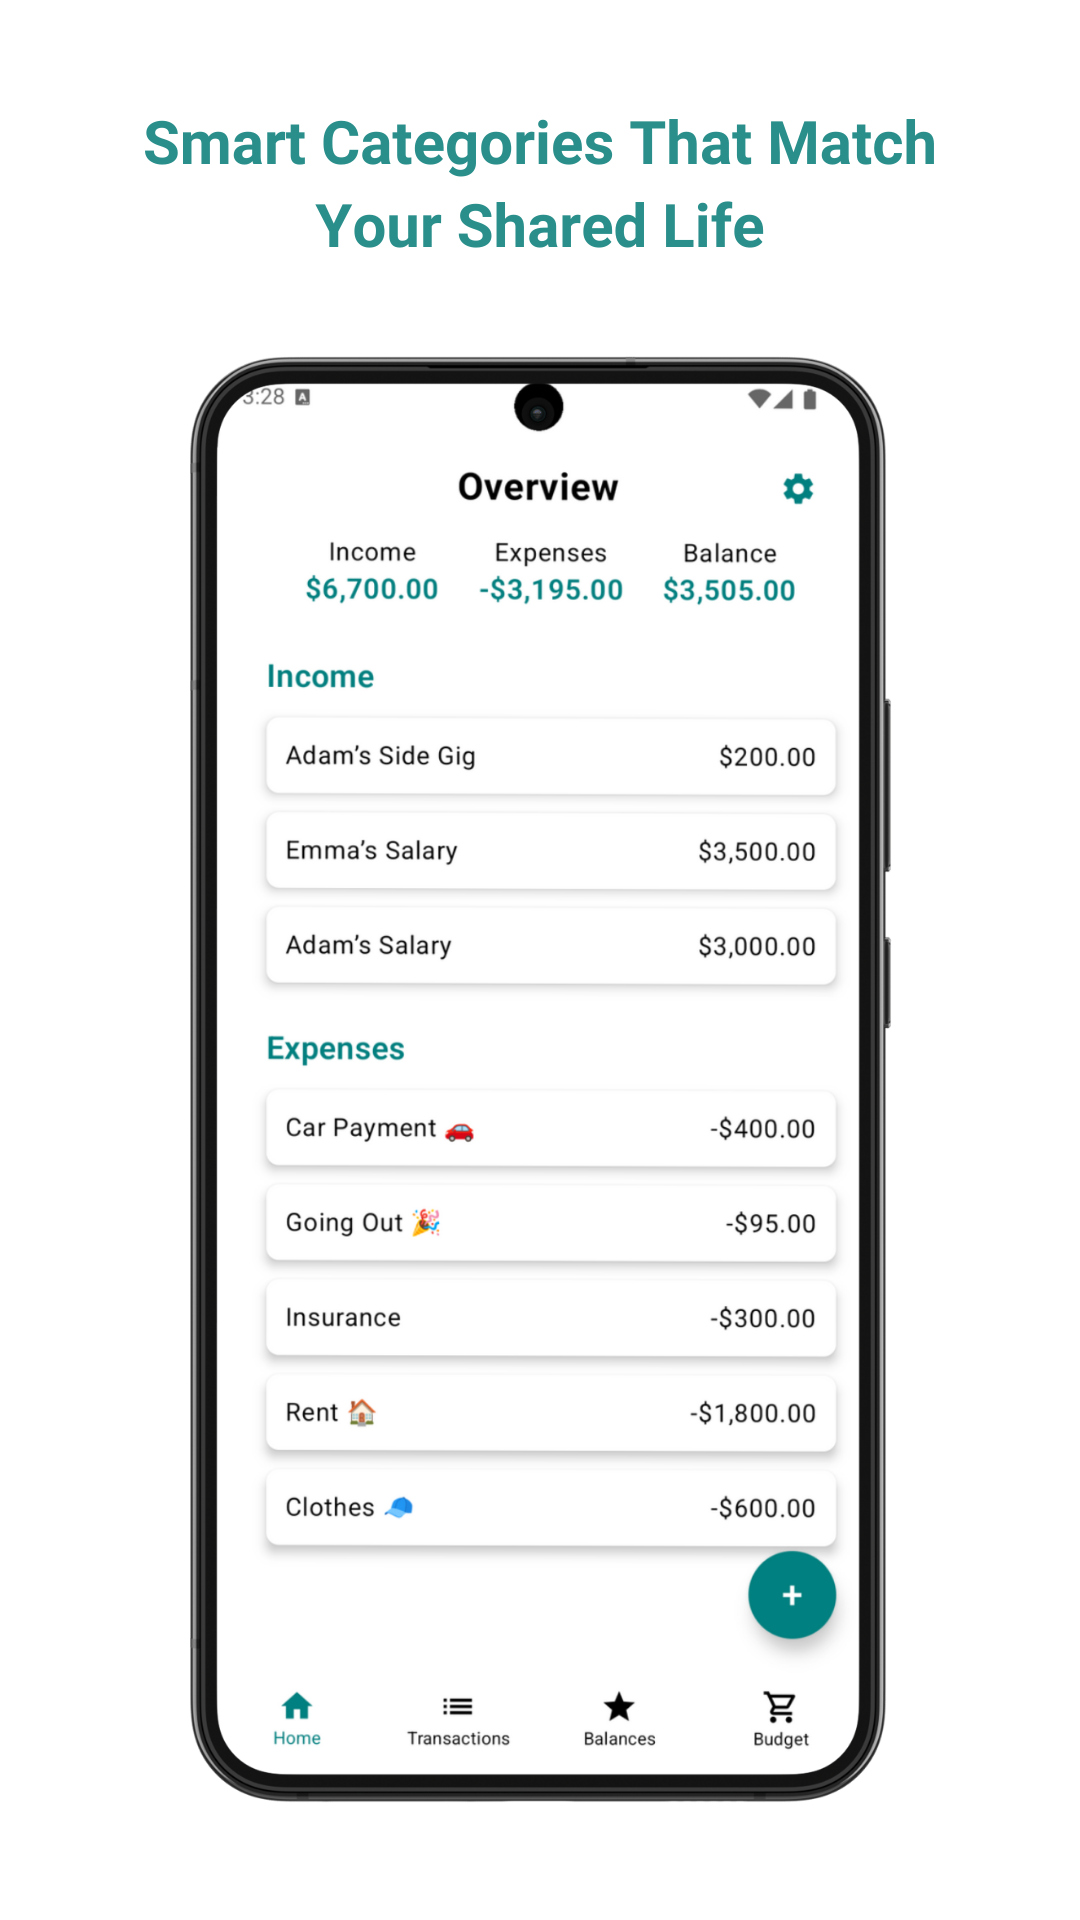 Smart Categories That Match
Your Shared Life
3:28
Overview
Income Expenses Balance
$6,700.00 -$3,195.00 $3,505.00
Income
Adam’s Side Gig $200.00
Emma’s Salary $3,500.00
Adam’s Salary $3,000.00
Expenses
Car Payment 🚗 -$400.00
Going Out 🎉 -$95.00
Insurance -$300.00
Rent 🏠 -$1,800.00
Clothes 🧢 -$600.00
+
Home Transactions Balances Budget